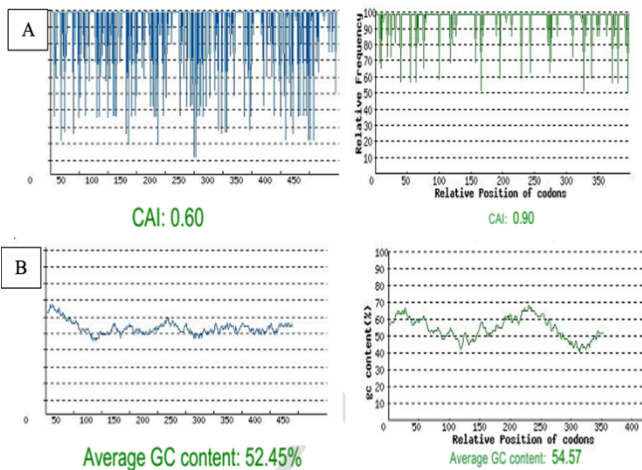 A
0
50 100 150 200 250 300 350 400 450
CAI: 0.60
Relative Frequency
100
90
80
70
60
50
40
30
20
10
0
50 100 150 200 250 310 350
Relative Position of codons
CAI: 0.90
B
0
50 100 150 200 250 300 350 400 450
Average GC content: 52.45%
gc content(%)
100
90
80
70
60
50
40
30
20
10
0
50 100 150 200 250 300 350 400
Relative Position of codons
Average GC content: 54.57